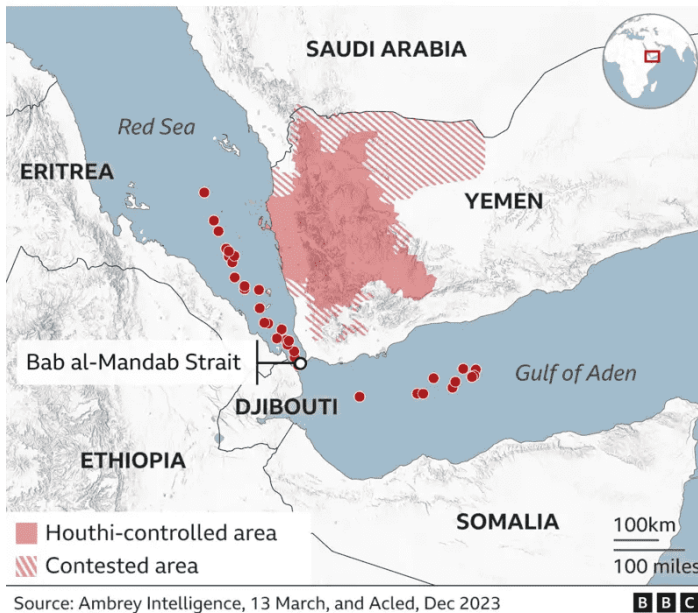 SAUDI ARABIA
Red Sea
ERITREA
YEMEN
Bab al-Mandab Strait
Gulf of Aden
DJIBOUTI
ETHIOPIA
SOMALIA
Houthi-controlled area
100km
Contested area
100 miles
Source: Ambrey Intelligence, 13 March, and Acled, Dec 2023
BBC